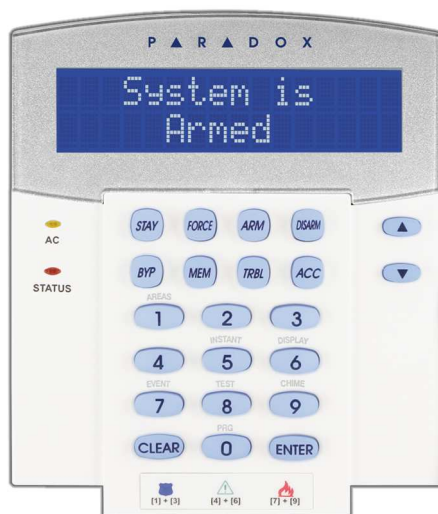 PARADOX
System is
Armed
AC
STATUS
STAY FORCE ARM DISARM
BYP MEM TRBL ACC
AREAS
1 2 3
INSTANT DISPLAY
4 5 6
EVENT TEST CHIME
7 8 9
PRG
CLEAR 0 ENTER
[1] + [3] [4] + [6] [7] + [9]